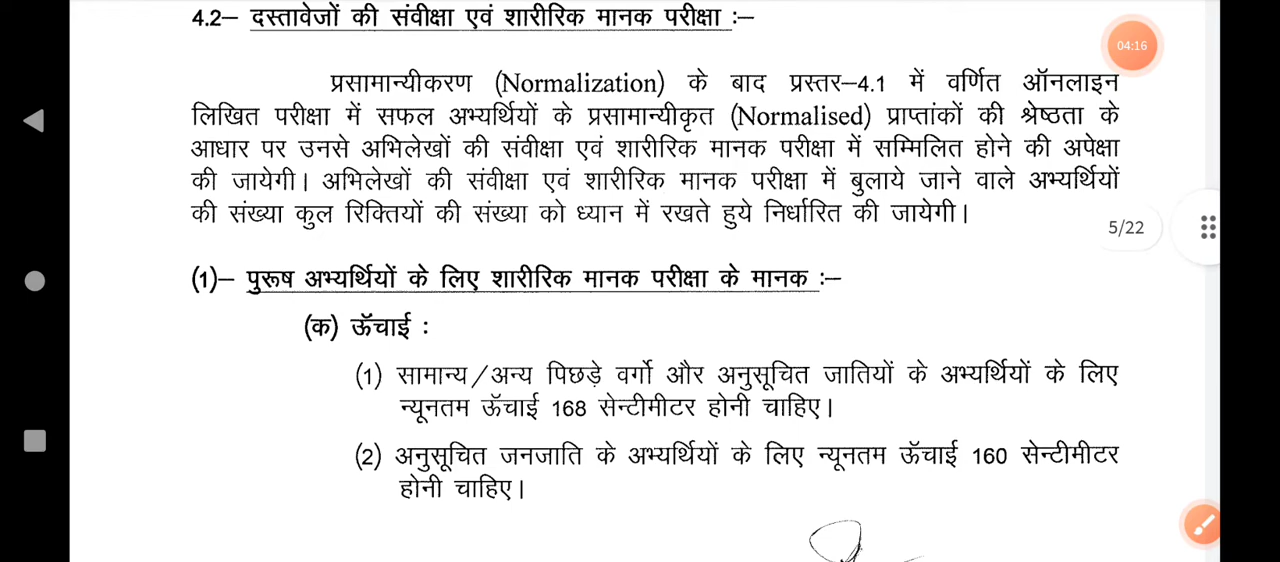 4.2– दस्तावेजों की संवीक्षा एवं शारीरिक मानक परीक्षा :–
04:16
प्रसामान्यीकरण (Normalization) के बाद प्रस्तर–4.1 में वर्णित ऑनलाइन
लिखित परीक्षा में सफल अभ्यर्थियों के प्रसामान्यीकृत (Normalised) प्राप्तांकों की श्रेष्ठता के
आधार पर उनसे अभिलेखों की संवीक्षा एवं शारीरिक मानक परीक्षा में सम्मिलित होने की अपेक्षा
की जायेगी। अभिलेखों की संवीक्षा एवं शारीरिक मानक परीक्षा में बुलाये जाने वाले अभ्यर्थियों
की संख्या कुल रिक्तियों की संख्या को ध्यान में रखते हुये निर्धारित की जायेगी।
5/22
(1)– पुरूष अभ्यर्थियों के लिए शारीरिक मानक परीक्षा के मानक :–
(क) ऊँचाई :
(1) सामान्य/अन्य पिछड़े वर्गो और अनुसूचित जातियों के अभ्यर्थियों के लिए
न्यूनतम ऊँचाई 168 सेन्टीमीटर होनी चाहिए।
(2) अनुसूचित जनजाति के अभ्यर्थियों के लिए न्यूनतम ऊँचाई 160 सेन्टीमीटर
होनी चाहिए।